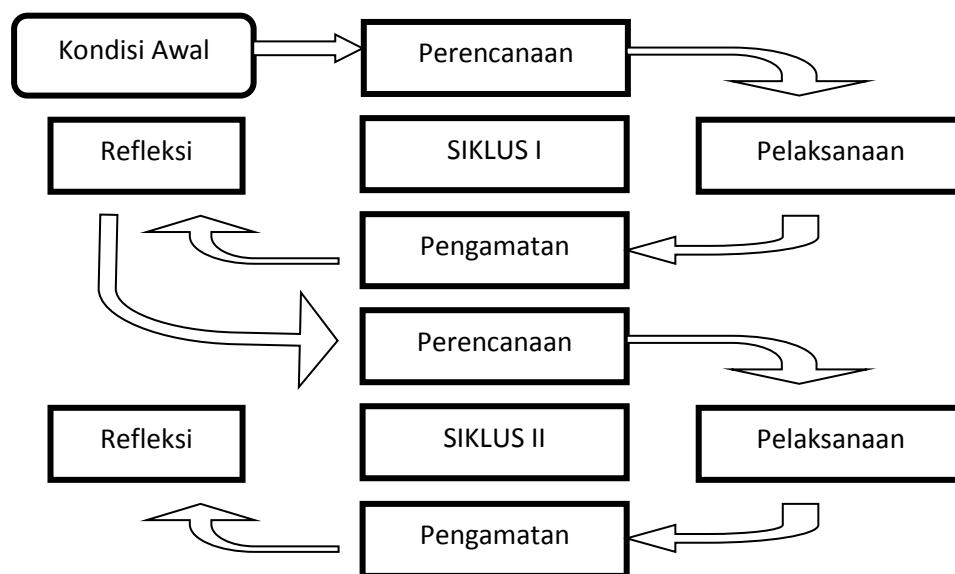 Kondisi Awal
Perencanaan
Refleksi
SIKLUS I
Pelaksanaan
Pengamatan
Perencanaan
Refleksi
SIKLUS II
Pelaksanaan
Pengamatan